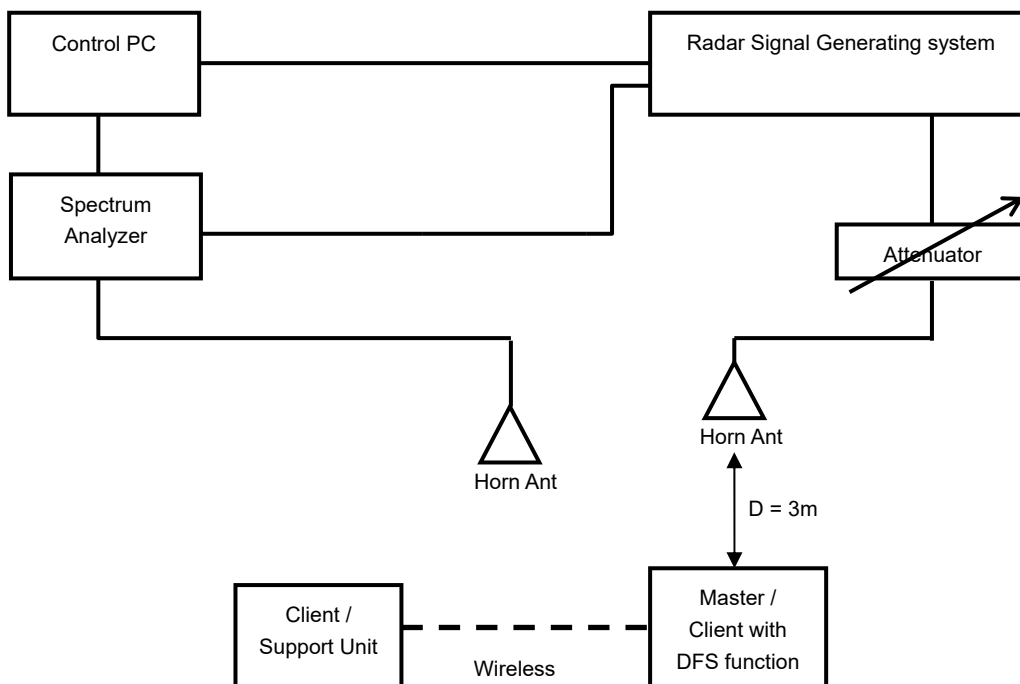 Control PC
Radar Signal Generating system
Spectrum
Analyzer
Attenuator
Horn Ant
Horn Ant
D = 3m
Client /
Support Unit
Wireless
Master /
Client with
DFS function